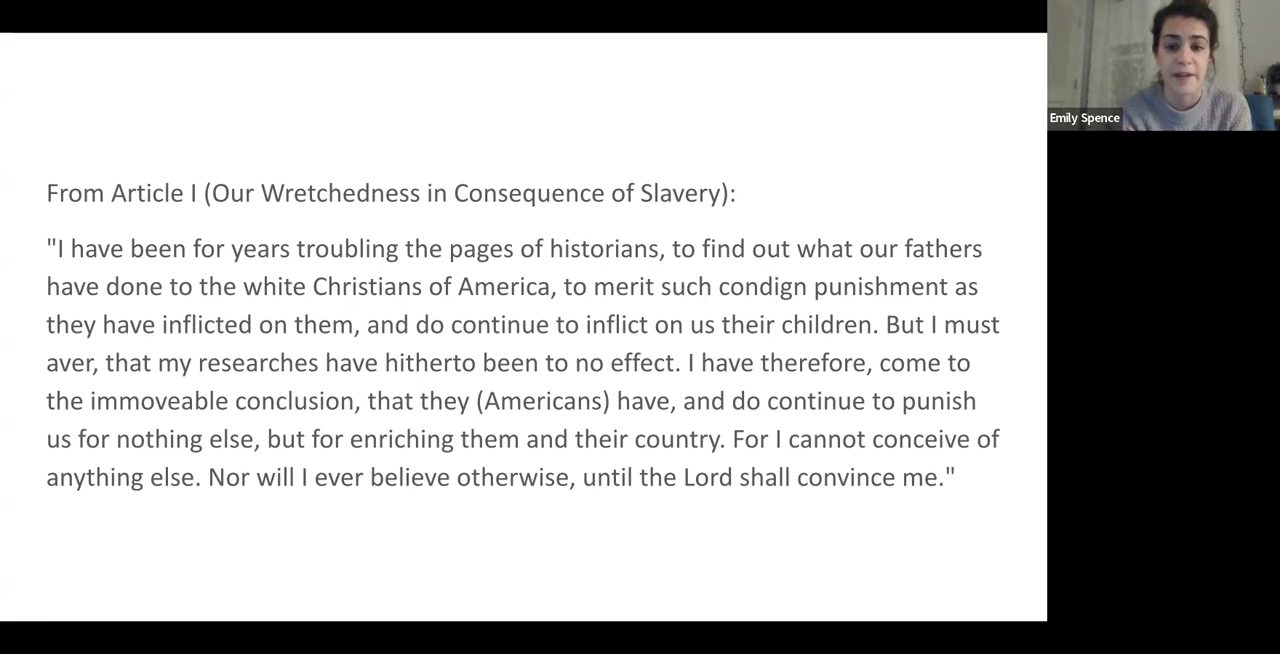 From Article I (Our Wretchedness in Consequence of Slavery):
"I have been for years troubling the pages of historians, to find out what our fathers
have done to the white Christians of America, to merit such condign punishment as
they have inflicted on them, and do continue to inflict on us their children. But I must
aver, that my researches have hitherto been to no effect. I have therefore, come to
the immoveable conclusion, that they (Americans) have, and do continue to punish
us for nothing else, but for enriching them and their country. For I cannot conceive of
anything else. Nor will I ever believe otherwise, until the Lord shall convince me."
Emily Spence